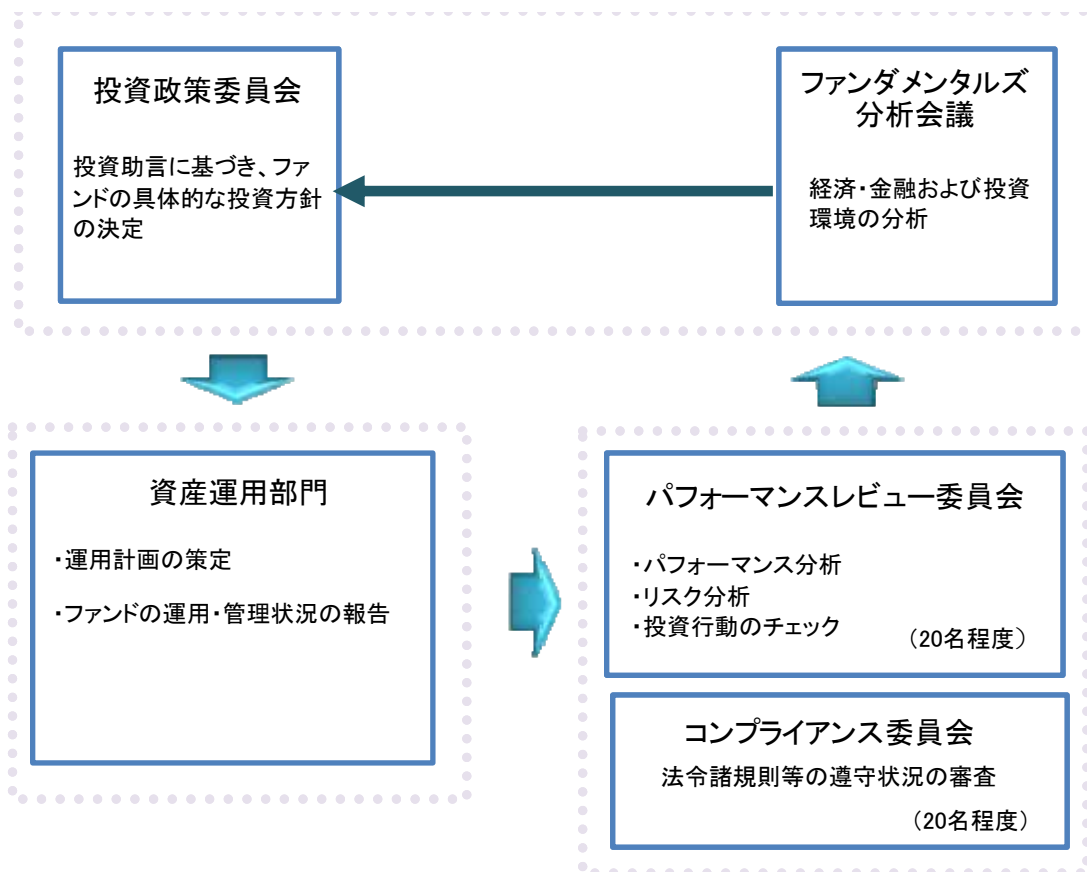 投資政策委員会
投資助言に基づき、ファ
ンドの具体的な投資方針
の決定
ファンダメンタルズ
分析会議
経済・金融および投資
環境の分析
資産運用部門
・運用計画の策定
・ファンドの運用・管理状況の報告
パフォーマンスレビュー委員会
・パフォーマンス分析
・リスク分析
・投資行動のチェック
（20名程度）
コンプライアンス委員会
法令諸規則等の遵守状況の審査
（20名程度）